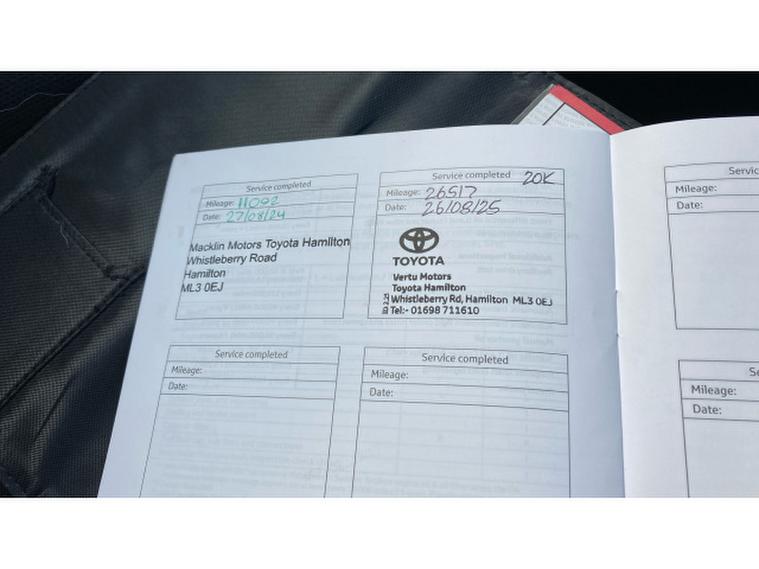 Service completed
Mileage: 11002
Date: 27/08/24
Macklin Motors Toyota Hamilton
Whistleberry Road
Hamilton
ML3 0EJ
Service completed 20K
Mileage: 26517
Date: 26/08/25
TOYOTA
Vertu Motors
Toyota Hamilton
Whistleberry Rd, Hamilton ML3 0EJ
Tel:- 01698 711610
Service completed
Mileage:
Date:
Service completed
Mileage:
Date:
Mileage:
Date:
Mileage:
Date: